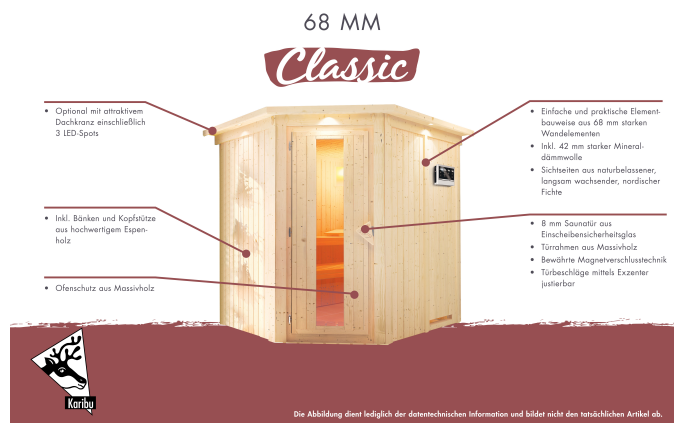 68 MM
Classic
• Optional mit attraktivem
Dachkranz einschließlich
3 LED-Spots
• Inkl. Bänken und Kopfstütze
aus hochwertigem Espen-
holz
• Ofenschutz aus Massivholz
• Einfache und praktische Element-
bauweise aus 68 mm starken
Wandelementen
• Inkl. 42 mm starker Mineral-
dämmwolle
• Sichtseiten aus naturbelassener,
langsam wachsender, nordischer
Fichte
• 8 mm Saunatür aus
Einscheibensicherheitsglas
• Türrahmen aus Massivholz
• Bewährte Magnetverschlusstechnik
• Türbeschläge mittels Exzenter
justierbar
Karibu
Die Abbildung dient lediglich der datentechnischen Information und bildet nicht den tatsächlichen Artikel ab.